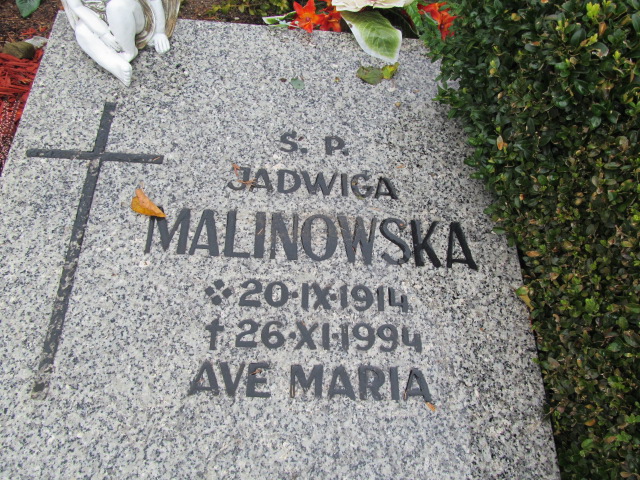 Ś. P.
JADWIGA
MALINOWSKA
20·IX·1914
† 26·XI·1994
AVE MARIA